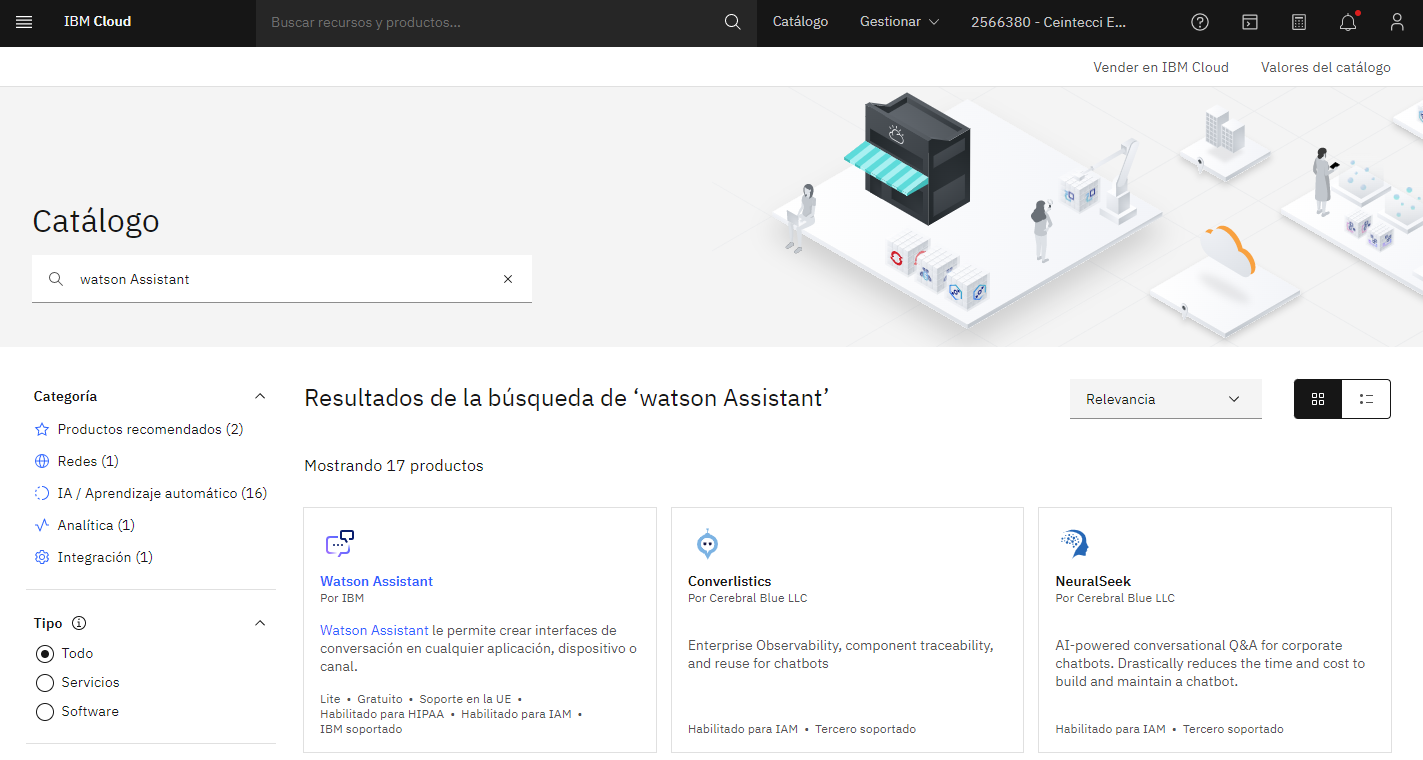 IBM Cloud
Buscar recursos y productos...
Catálogo
Gestionar
2566380 - Ceintecci E...
Vender en IBM Cloud
Valores del catálogo
Catálogo
watson Assistant
Categoría
Productos recomendados (2)
Redes (1)
IA / Aprendizaje automático (16)
Analítica (1)
Integración (1)
Tipo
Todo
Servicios
Software
Resultados de la búsqueda de ‘watson Assistant’
Relevancia
Mostrando 17 productos
Watson Assistant
Por IBM
Watson Assistant le permite crear interfaces de
conversación en cualquier aplicación, dispositivo o
canal.
Lite • Gratuito • Soporte en la UE •
Habilitado para HIPAA • Habilitado para IAM •
IBM soportado
Converlistics
Por Cerebral Blue LLC
Enterprise Observability, component traceability,
and reuse for chatbots
Habilitado para IAM • Tercero soportado
NeuralSeek
Por Cerebral Blue LLC
AI-powered conversational Q&A for corporate
chatbots. Drastically reduces the time and cost to
build and maintain a chatbot.
Habilitado para IAM • Tercero soportado